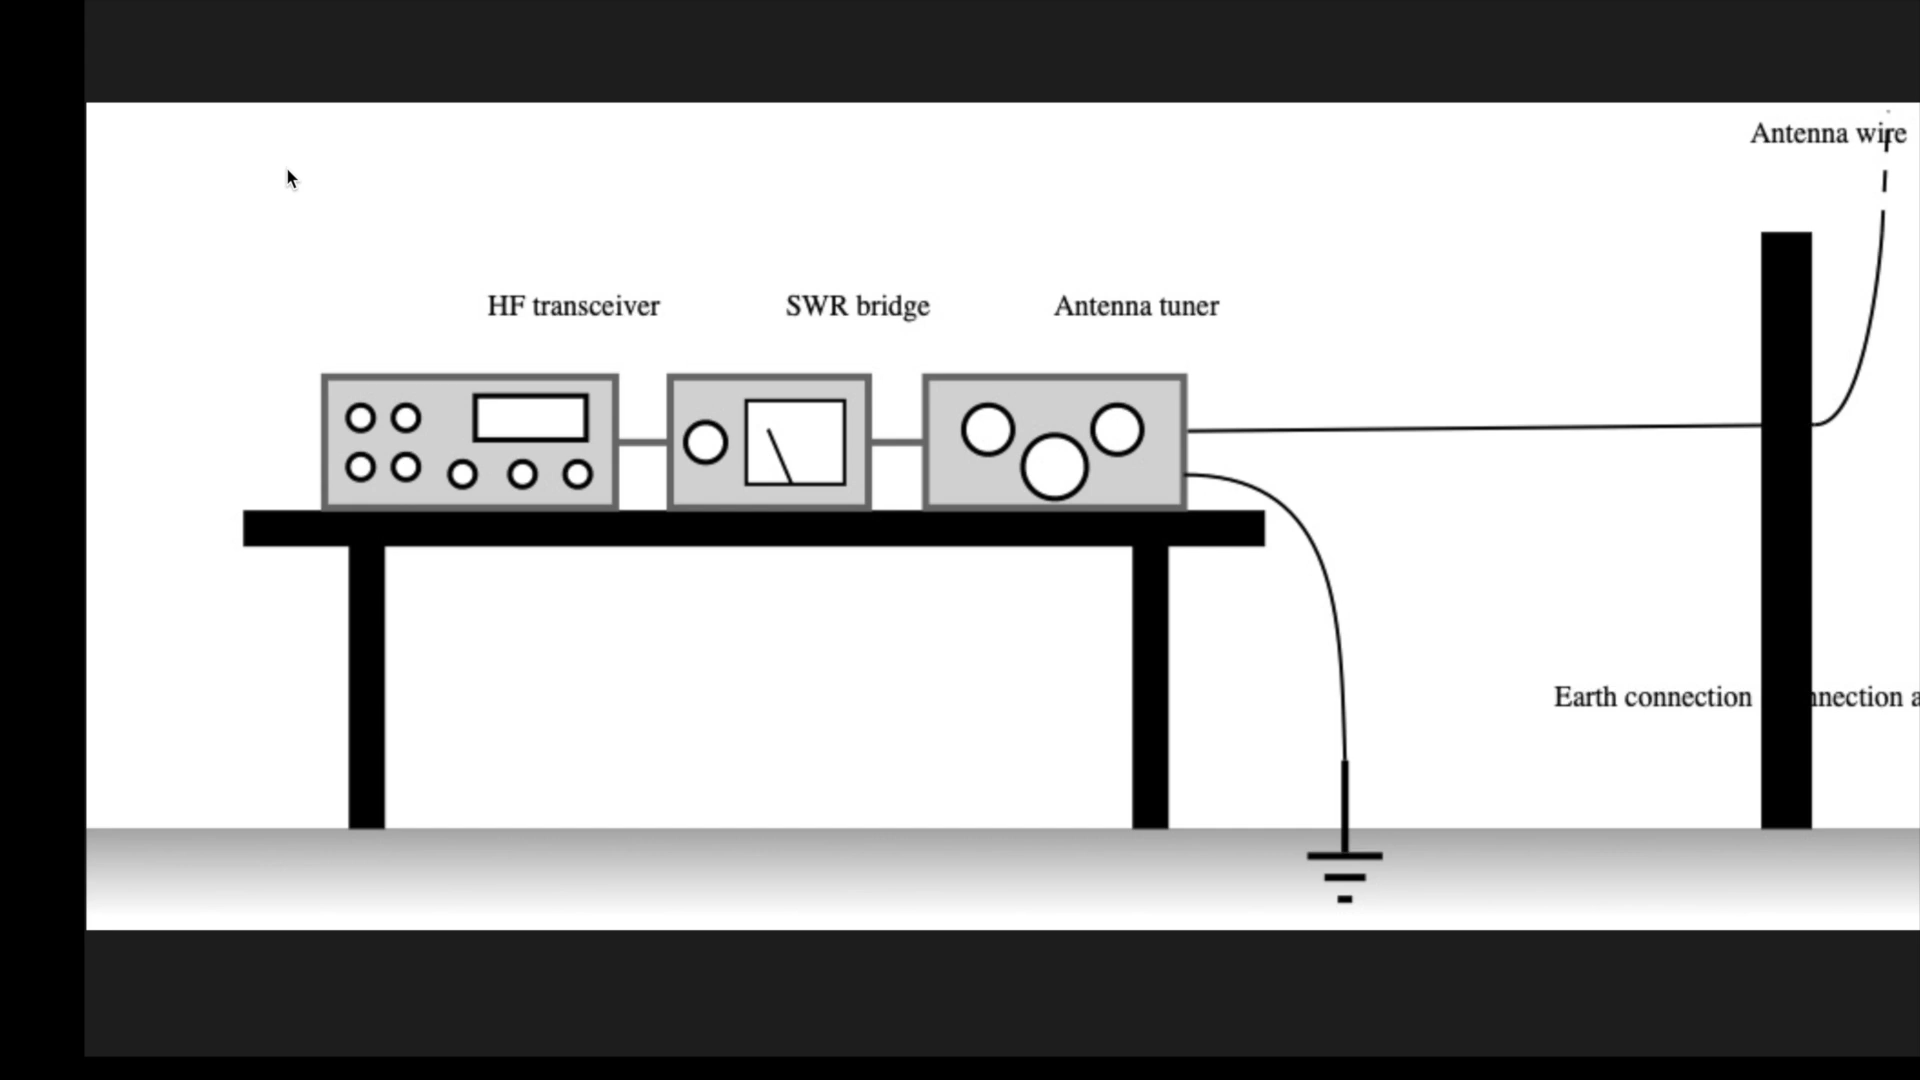 Antenna wire
HF transceiver
SWR bridge
Antenna tuner
Earth connection